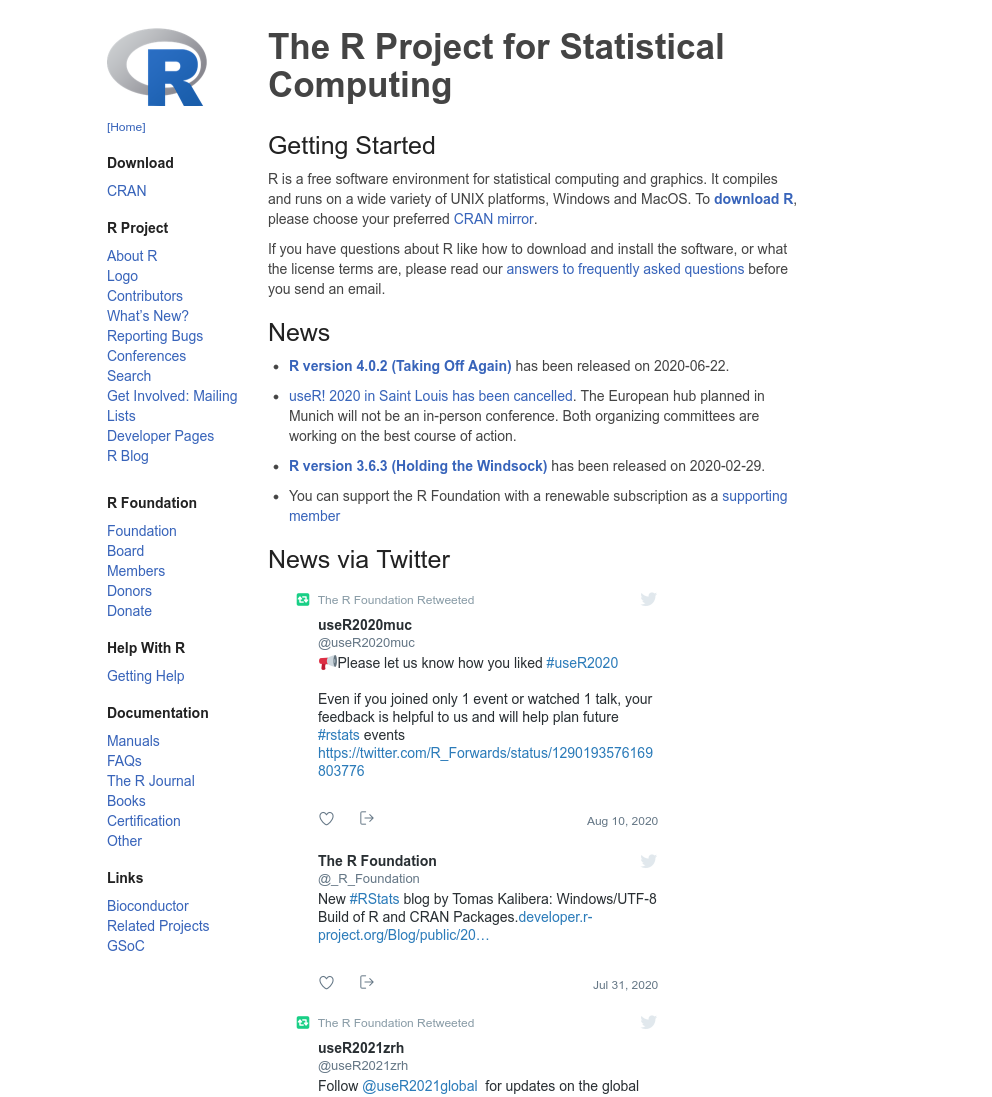 R
[Home]
Download
CRAN
R Project
About R
Logo
Contributors
What's New?
Reporting Bugs
Conferences
Search
Get Involved: Mailing
Lists
Developer Pages
R Blog
R Foundation
Foundation
Board
Members
Donors
Donate
Help With R
Getting Help
Documentation
Manuals
FAQs
The R Journal
Books
Certification
Other
Links
Bioconductor
Related Projects
GSoC
The R Project for Statistical
Computing
Getting Started
R is a free software environment for statistical computing and graphics. It compiles
and runs on a wide variety of UNIX platforms, Windows and MacOS. To download R,
please choose your preferred CRAN mirror.
If you have questions about R like how to download and install the software, or what
the license terms are, please read our answers to frequently asked questions before
you send an email.
News
• R version 4.0.2 (Taking Off Again) has been released on 2020-06-22.
• useR! 2020 in Saint Louis has been cancelled. The European hub planned in
Munich will not be an in-person conference. Both organizing committees are
working on the best course of action.
• R version 3.6.3 (Holding the Windsock) has been released on 2020-02-29.
• You can support the R Foundation with a renewable subscription as a supporting
member
News via Twitter
The R Foundation Retweeted
useR2020muc
@useR2020muc
📢Please let us know how you liked #useR2020
Even if you joined only 1 event or watched 1 talk, your
feedback is helpful to us and will help plan future
#rstats events
https://twitter.com/R_Forwards/status/1290193576169
803776
Aug 10, 2020
The R Foundation
@_R_Foundation
New #RStats blog by Tomas Kalibera: Windows/UTF-8
Build of R and CRAN Packages.developer.r-
project.org/Blog/public/20…
Jul 31, 2020
The R Foundation Retweeted
useR2021zrh
@useR2021zrh
Follow @useR2021global for updates on the global